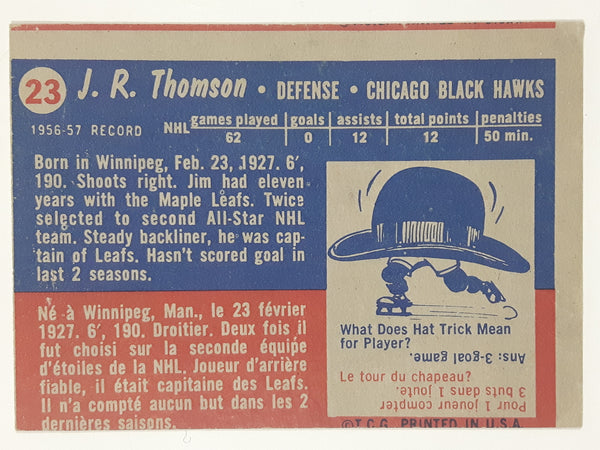 23 J. R. Thomson • DEFENSE • CHICAGO BLACK HAWKS
1956-57 RECORD NHL games played goals assists total points penalties
62 0 12 12 50 min.
Born in Winnipeg, Feb. 23, 1927. 6',
190. Shoots right. Jim had eleven
years with the Maple Leafs. Twice
selected to second All-Star NHL
team. Steady backliner, he was cap-
tain of Leafs. Hasn't scored goal in
last 2 seasons.
Né à Winnipeg, Man., le 23 février
1927. 6', 190. Droitier. Deux fois il
fut choisi sur la seconde équipe
d'étoiles de la NHL. Joueur d'arrière
fiable, il était capitaine des Leafs.
Il n'a compté aucun but dans les 2
dernières saisons.
What Does Hat Trick Mean
for Player?
Ans: 3-goal game.
Le tour du chapeau?
Pour 1 joueur compter
3 buts dans 1 joute.
©T.C.G. PRINTED IN U.S.A.